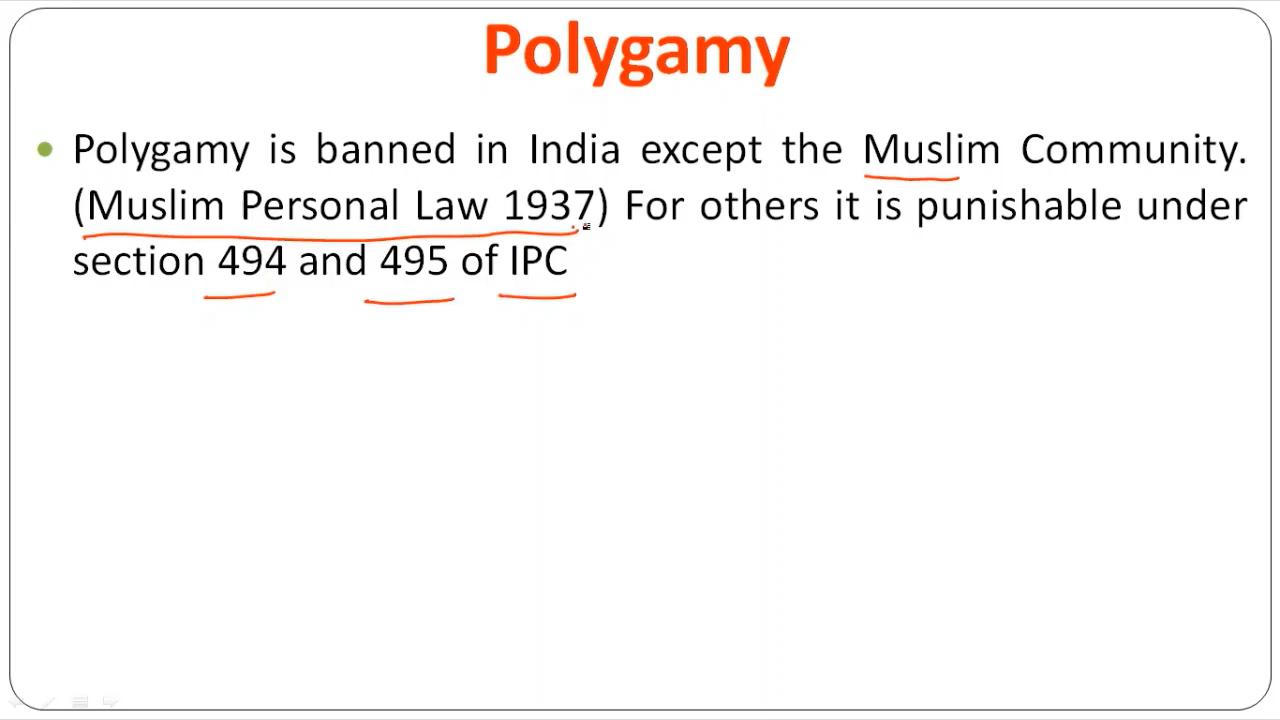 Polygamy
Polygamy is banned in India except the Muslim Community.
(Muslim Personal Law 1937) For others it is punishable under
section 494 and 495 of IPC